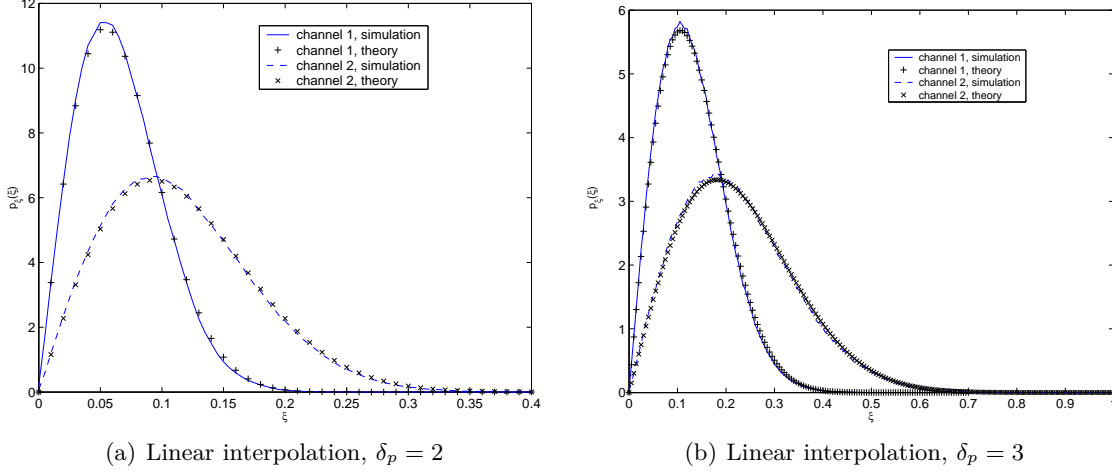 12
10
8
6
4
2
0
0
0.05
0.1
0.15
0.2
0.25
0.3
0.35
0.4
ξ
p_ξ(ξ)
channel 1, simulation
channel 1, theory
channel 2, simulation
channel 2, theory
(a) Linear interpolation, δ_p = 2
6
5
4
3
2
1
0
0
0.1
0.2
0.3
0.4
0.5
0.6
0.7
0.8
0.9
1
ξ
p_ξ(ξ)
channel 1, simulation
channel 1, theory
channel 2, simulation
channel 2, theory
(b) Linear interpolation, δ_p = 3